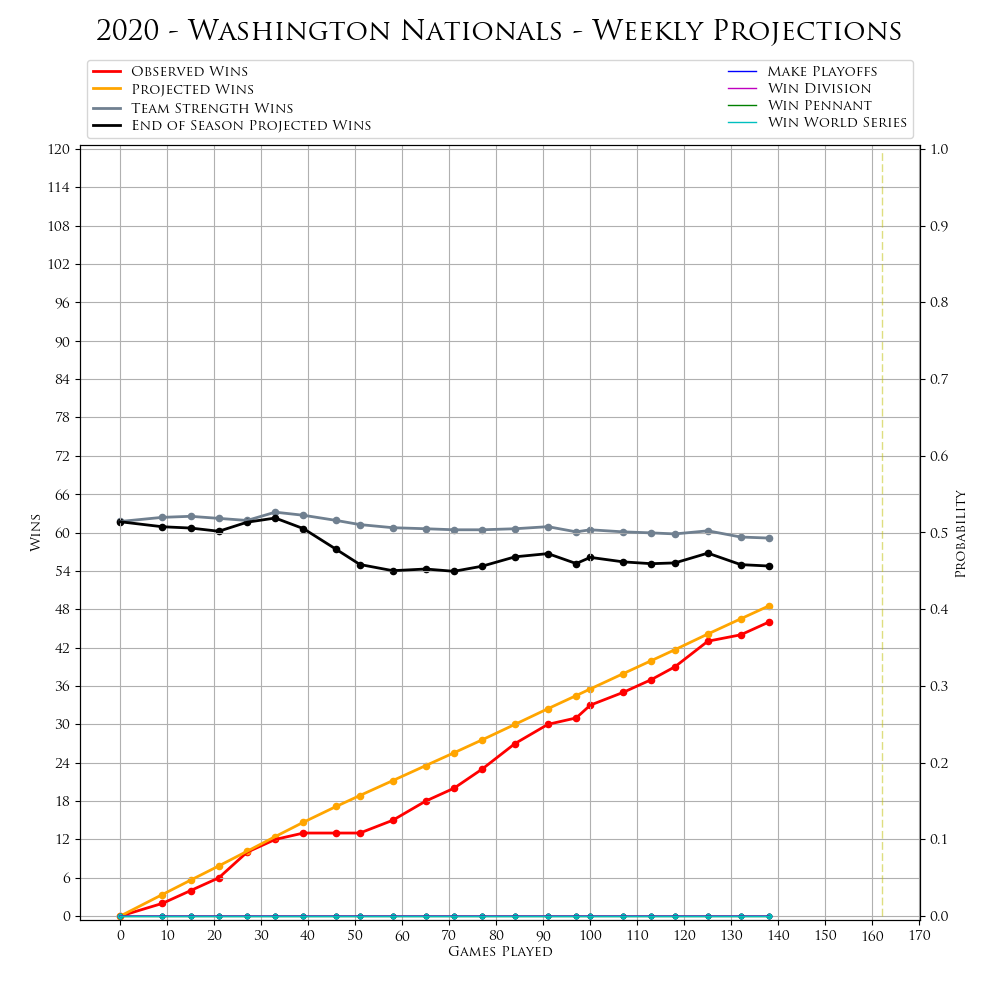 2020 - Washington Nationals - Weekly Projections
Observed Wins
Projected Wins
Team Strength Wins
End of Season Projected Wins
Make Playoffs
Win Division
Win Pennant
Win World Series
120
114
108
102
96
90
84
78
72
66
60
54
48
42
36
30
24
18
12
6
0
Wins
1.0
0.9
0.8
0.7
0.6
0.5
0.4
0.3
0.2
0.1
0.0
Probability
0 10 20 30 40 50 60 70 80 90 100 110 120 130 140 150 160 170
Games Played